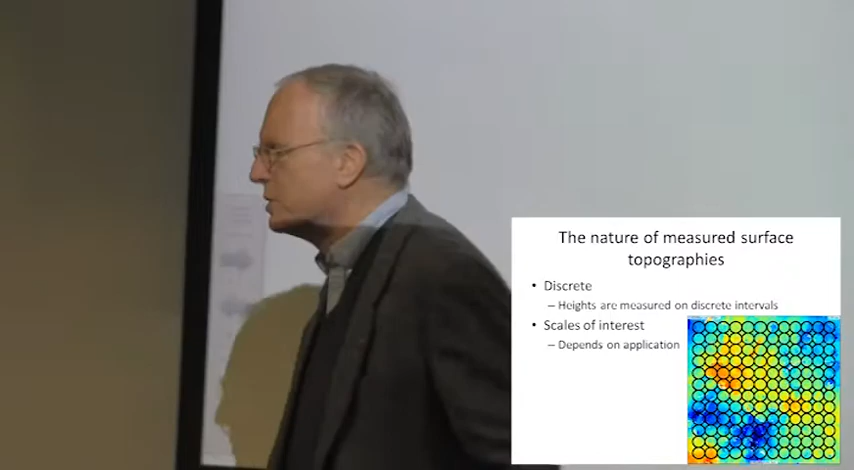 The nature of measured surface
topographies
• Discrete
– Heights are measured on discrete intervals
• Scales of interest
– Depends on application